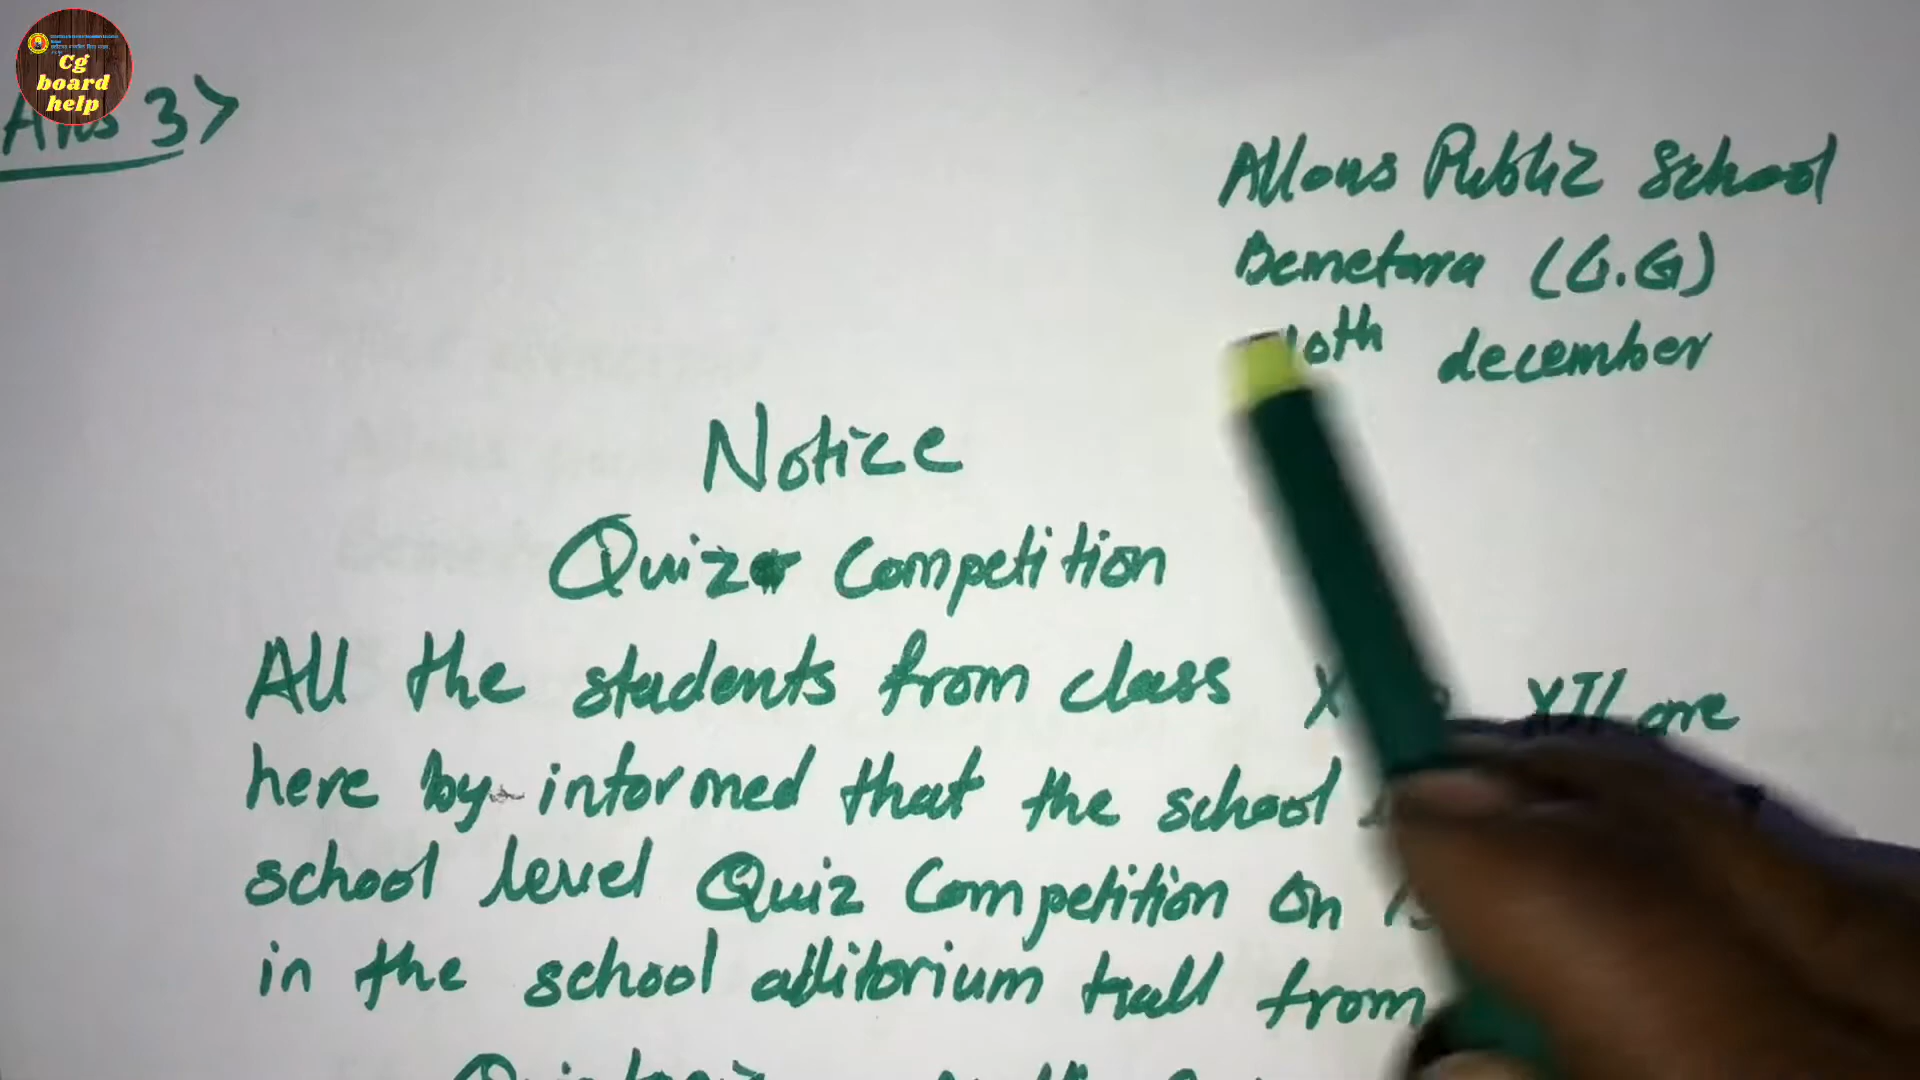 Cg
board
help
Ans 3>
Allons Public School
Bemetara (C.G)
10th december
Notice
Quiz Competition
All the students from class XII are
here by informed that the school
school level Quiz Competition on
in the school aditorium hall from